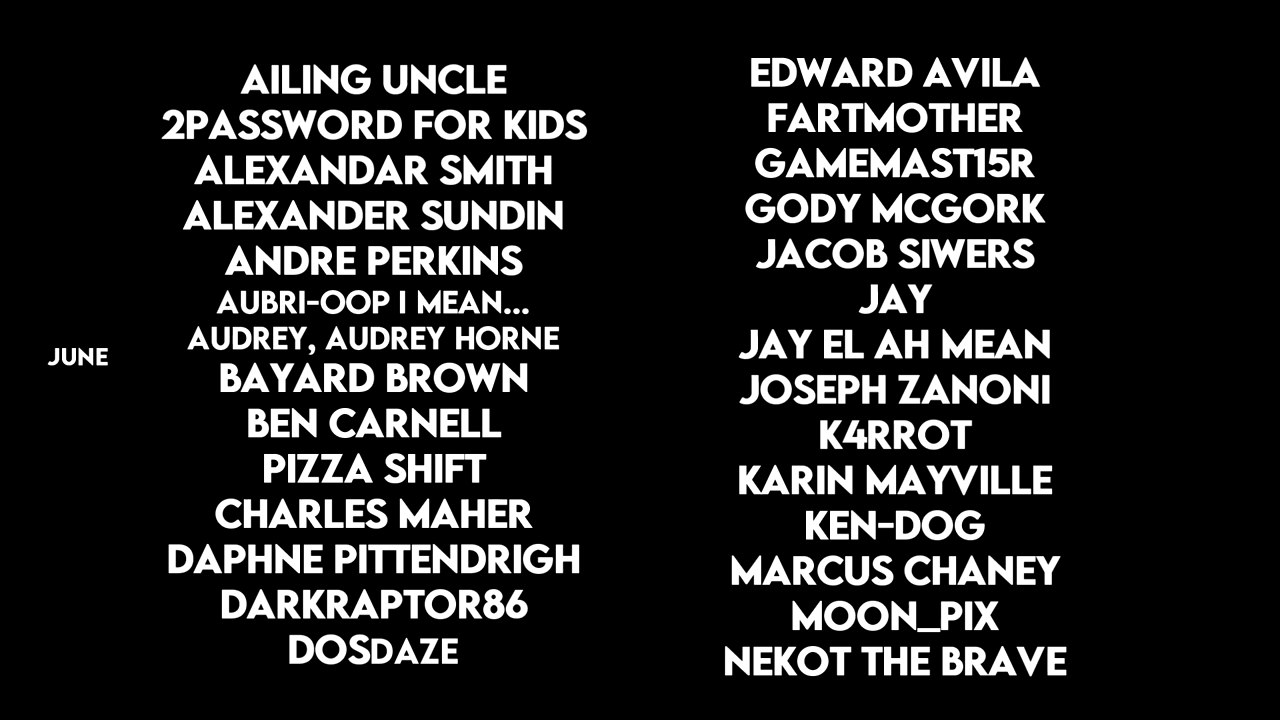 JUNE
AILING UNCLE
2PASSWORD FOR KIDS
ALEXANDAR SMITH
ALEXANDER SUNDIN
ANDRE PERKINS
AUBRI-OOP I MEAN...
AUDREY, AUDREY HORNE
BAYARD BROWN
BEN CARNELL
PIZZA SHIFT
CHARLES MAHER
DAPHNE PITTENDRIGH
DARKRAPTOR86
DOSDAZE
EDWARD AVILA
FARTMOTHER
GAMEMAST15R
GODY MCGORK
JACOB SIWERS
JAY
JAY EL AH MEAN
JOSEPH ZANONI
K4RROT
KARIN MAYVILLE
KEN-DOG
MARCUS CHANEY
MOON_PIX
NEKOT THE BRAVE